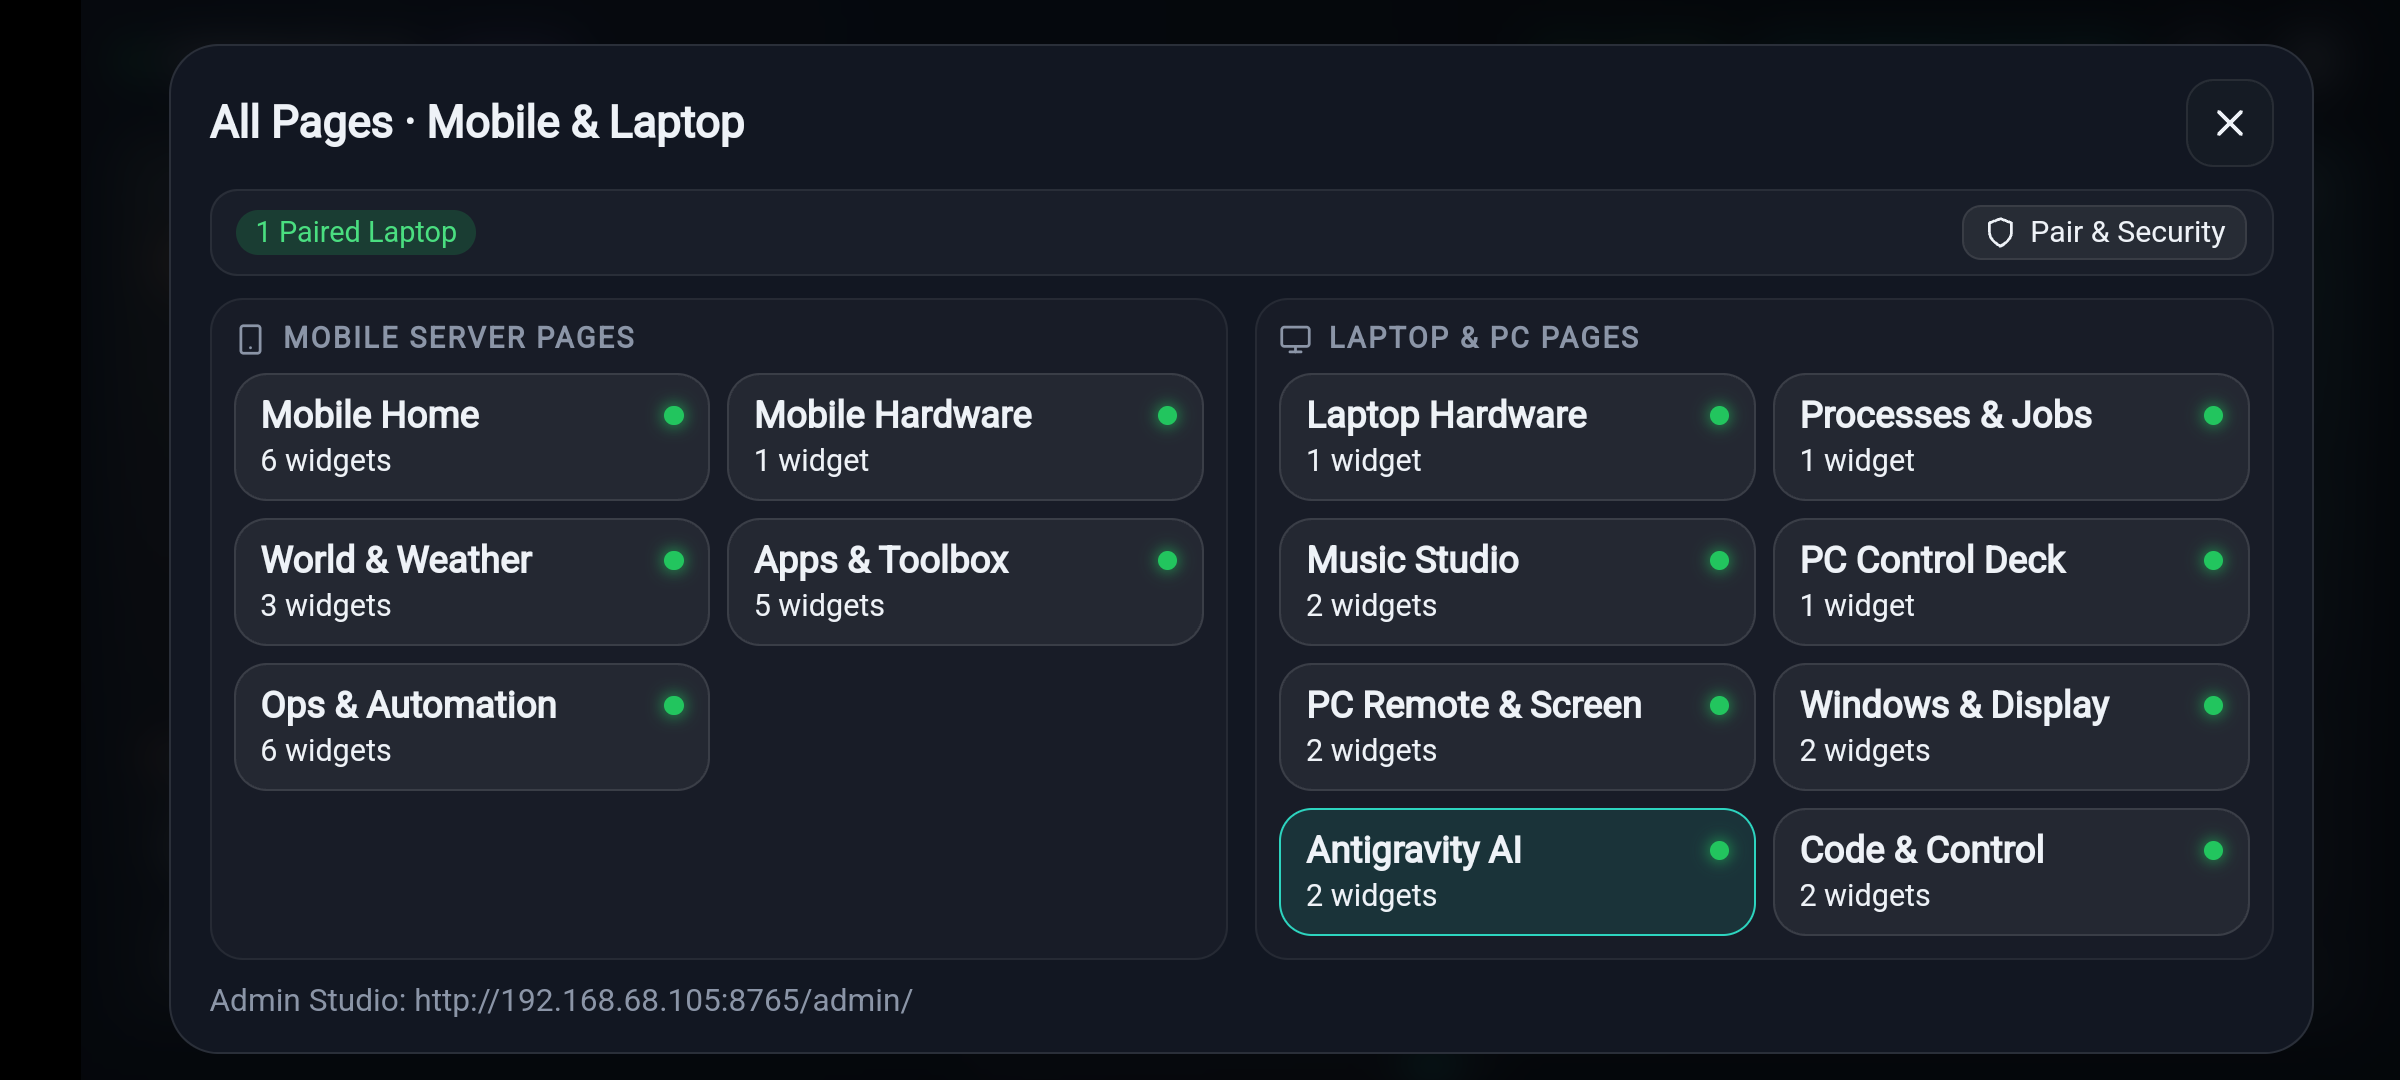 All Pages · Mobile & Laptop
1 Paired Laptop
Pair & Security
MOBILE SERVER PAGES
Mobile Home
6 widgets
Mobile Hardware
1 widget
World & Weather
3 widgets
Apps & Toolbox
5 widgets
Ops & Automation
6 widgets
LAPTOP & PC PAGES
Laptop Hardware
1 widget
Processes & Jobs
1 widget
Music Studio
2 widgets
PC Control Deck
1 widget
PC Remote & Screen
2 widgets
Windows & Display
2 widgets
Antigravity AI
2 widgets
Code & Control
2 widgets
Admin Studio: http://192.168.68.105:8765/admin/